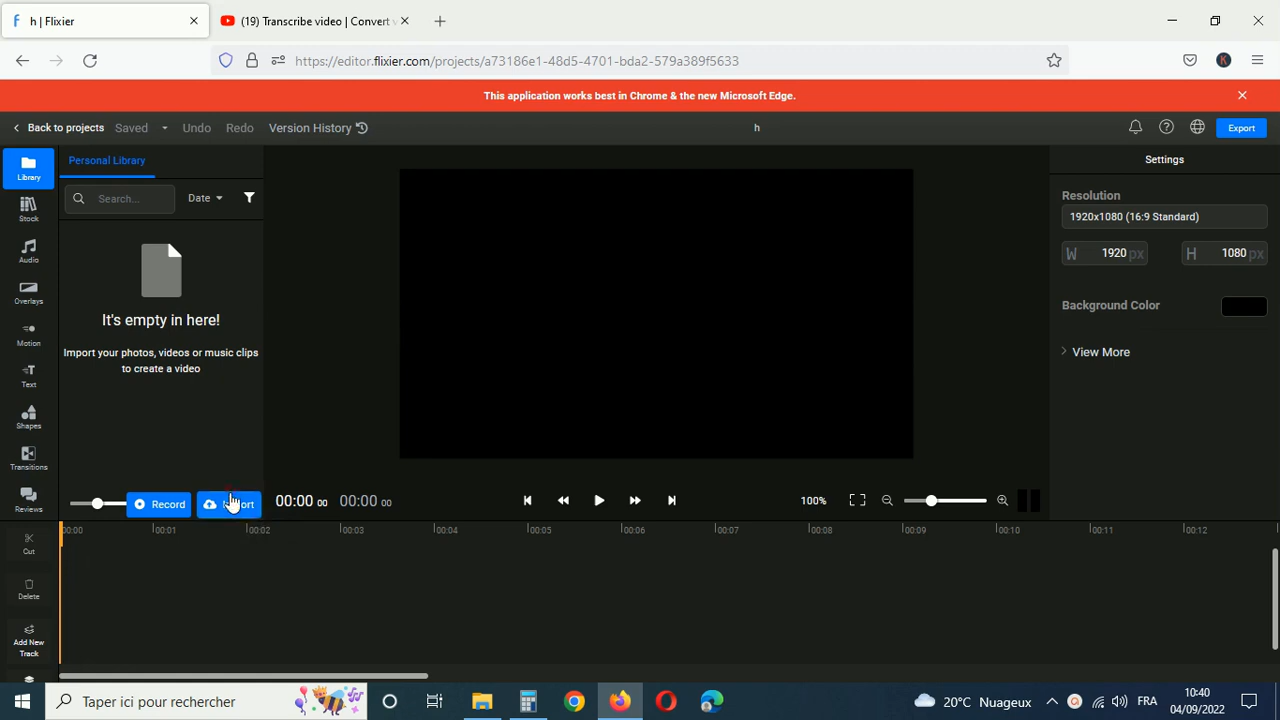 h | Flixier
(19) Transcribe video | Convert v
https://editor.flixier.com/projects/a7318be1-48d5-4701-bda2-579a389f5633
This application works best in Chrome & the new Microsoft Edge.
Back to projects
Saved
Undo
Redo
Version History
h
Export
Library
Stock
Audio
Overlays
Motion
Text
Shapes
Transitions
Reviews
Personal Library
Search...
Date
It's empty in here!
Import your photos, videos or music clips
to create a video
Record
Settings
Resolution
1920x1080 (16:9 Standard)
W 1920 px
H 1080 px
Background Color
View More
00:00 00
00:00 00
100%
00:00
00:01
00:02
00:03
00:04
00:05
00:06
00:07
00:08
00:09
00:10
00:11
00:12
Cut
Delete
Add New
Track
Taper ici pour rechercher
20°C Nuageux
FRA
10:40
04/09/2022